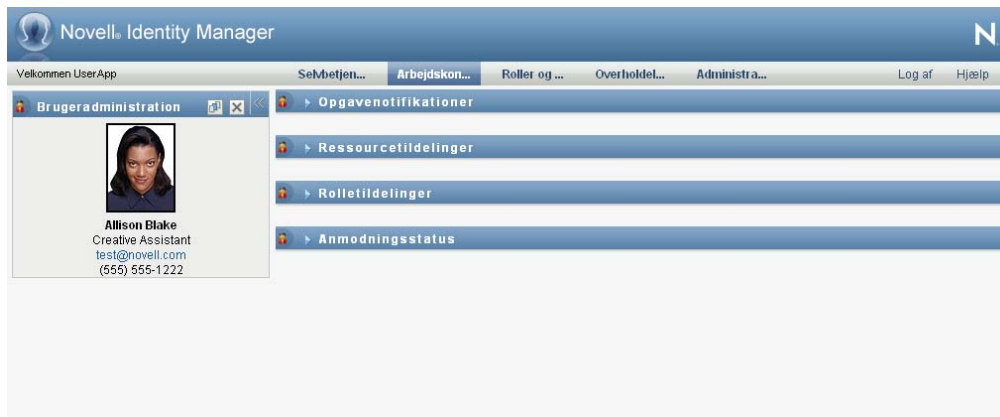 Novell® Identity Manager
N
Velkommen UserApp
Selvbetjen...
Arbejdskon...
Roller og ...
Overholdel...
Administra...
Log af
Hjælp
Brugeradministration
Allison Blake
Creative Assistant
test@novell.com
(555) 555-1222
Opgavenotifikationer
Ressourcetildelinger
Rolletildelinger
Anmodningsstatus